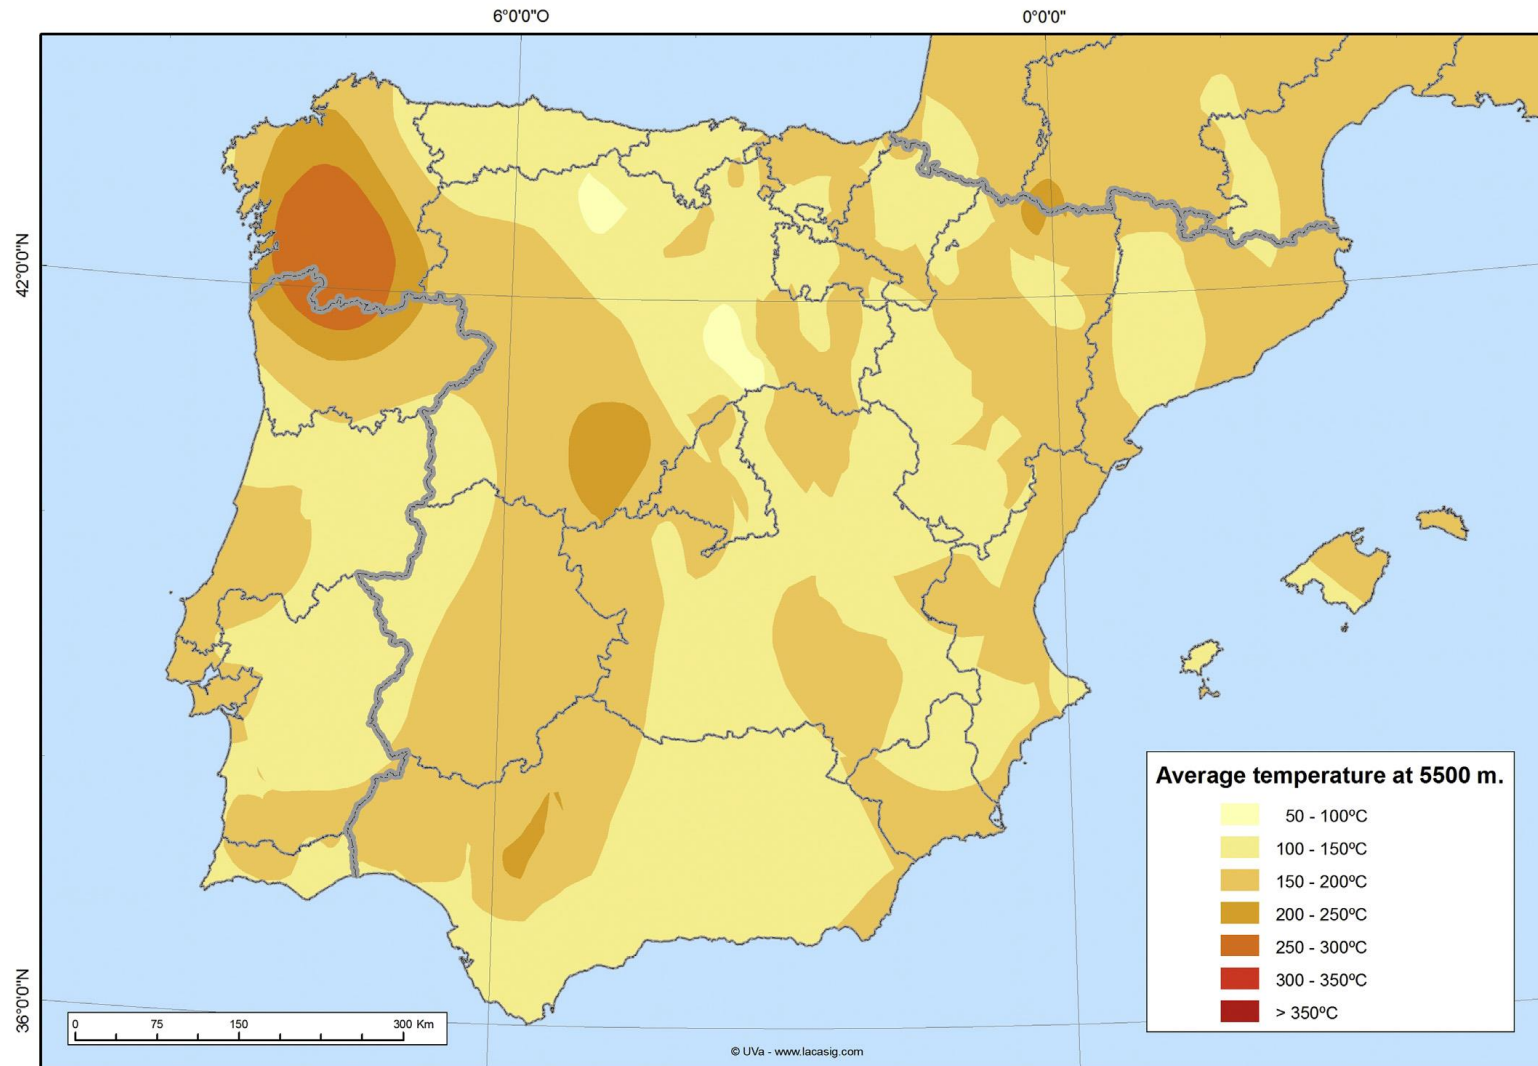 6°0'0"O
0°0'0"
42°0'0"N
36°0'0"N
Average temperature at 5500 m.
50 - 100ºC
100 - 150ºC
150 - 200ºC
200 - 250ºC
250 - 300ºC
300 - 350ºC
> 350ºC
0 75 150 300 Km
© UVa - www.lacasig.com